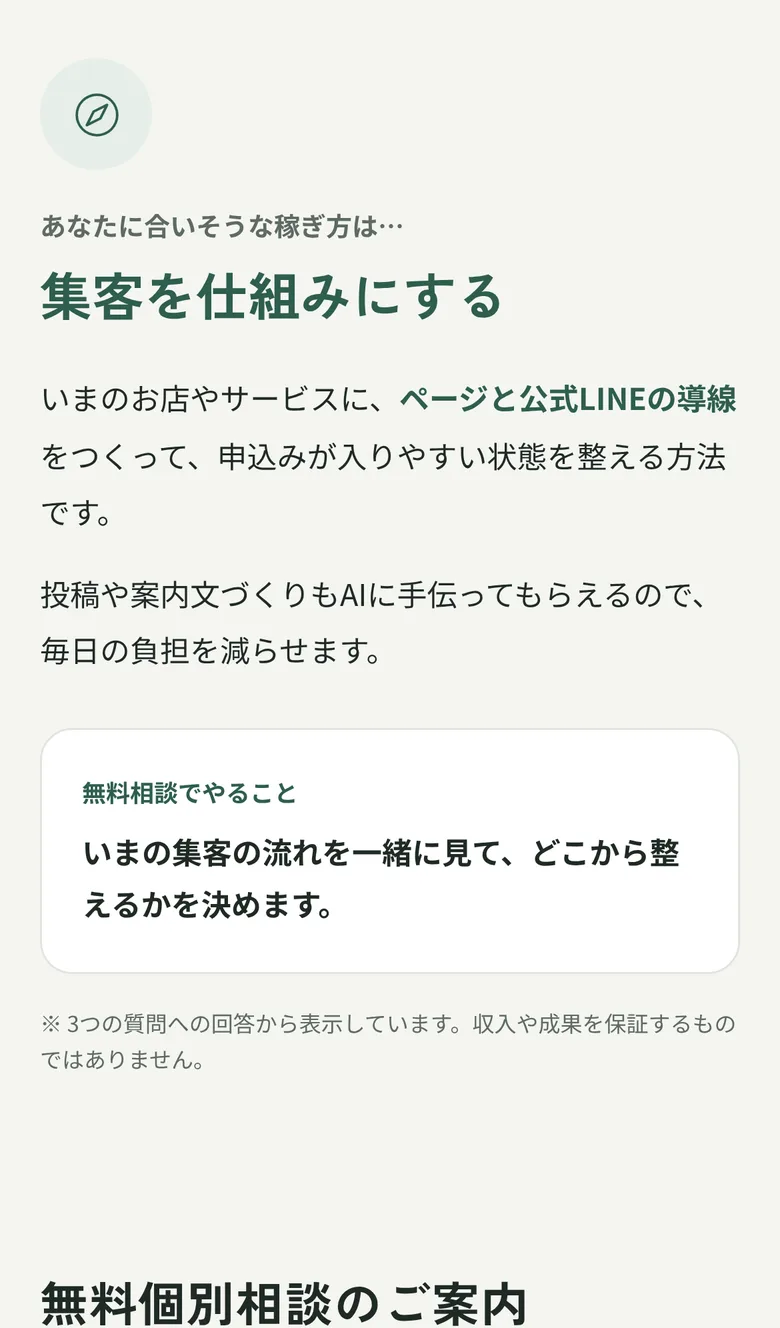 あなたに合いそうな稼ぎ方は…
集客を仕組みにする
いまのお店やサービスに、ページと公式LINEの導線
をつくって、申込みが入りやすい状態を整える方法
です。
投稿や案内文づくりもAIに手伝ってもらえるので、
毎日の負担を減らせます。
無料相談でやること
いまの集客の流れを一緒に見て、どこから整
えるかを決めます。
※ 3つの質問への回答から表示しています。収入や成果を保証するもの
ではありません。
無料個別相談のご案内